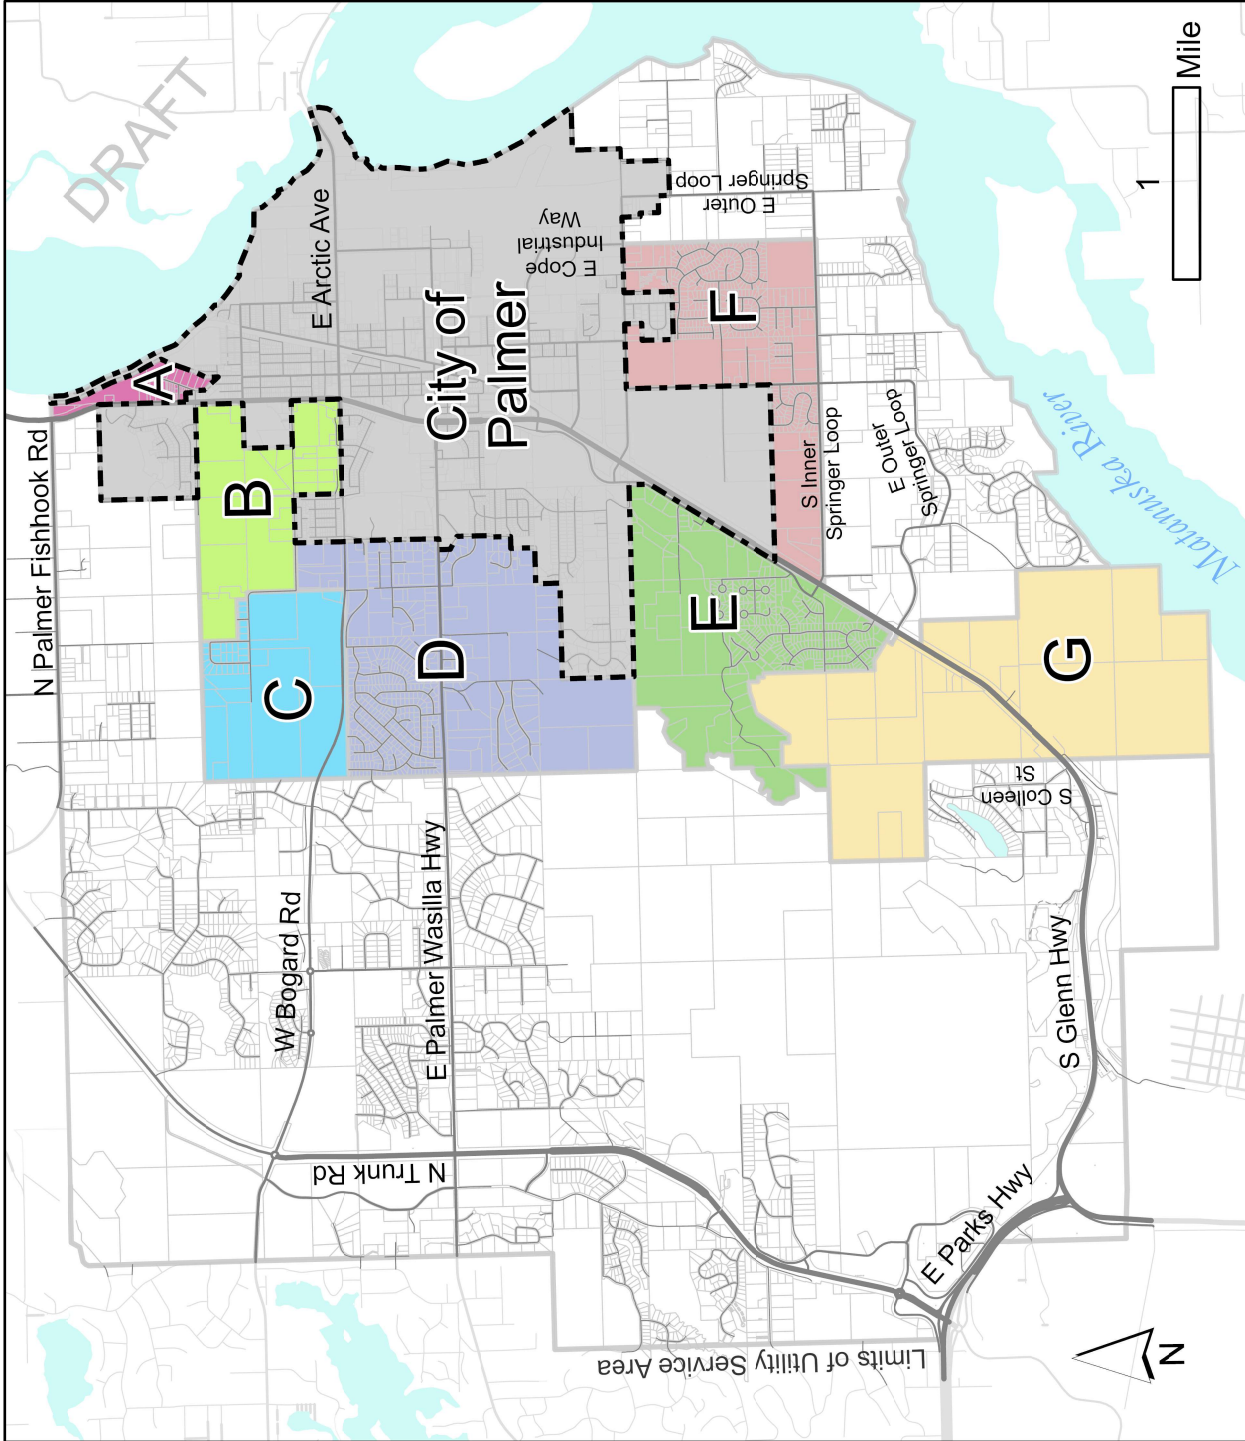 DRAFT
N Palmer Fishhook Rd
A
B
C
D
E
F
G
E Arctic Ave
City of
Palmer
E Cope
Industrial
Way
E Outer
Springer Loop
S Inner
Springer Loop
E Outer
Springer Loop
Matanuska River
W Bogard Rd
E Palmer Wasilla Hwy
N Trunk Rd
S Colleen
St
S Glenn Hwy
E Parks Hwy
Limits of Utility Service Area
1
Mile
N